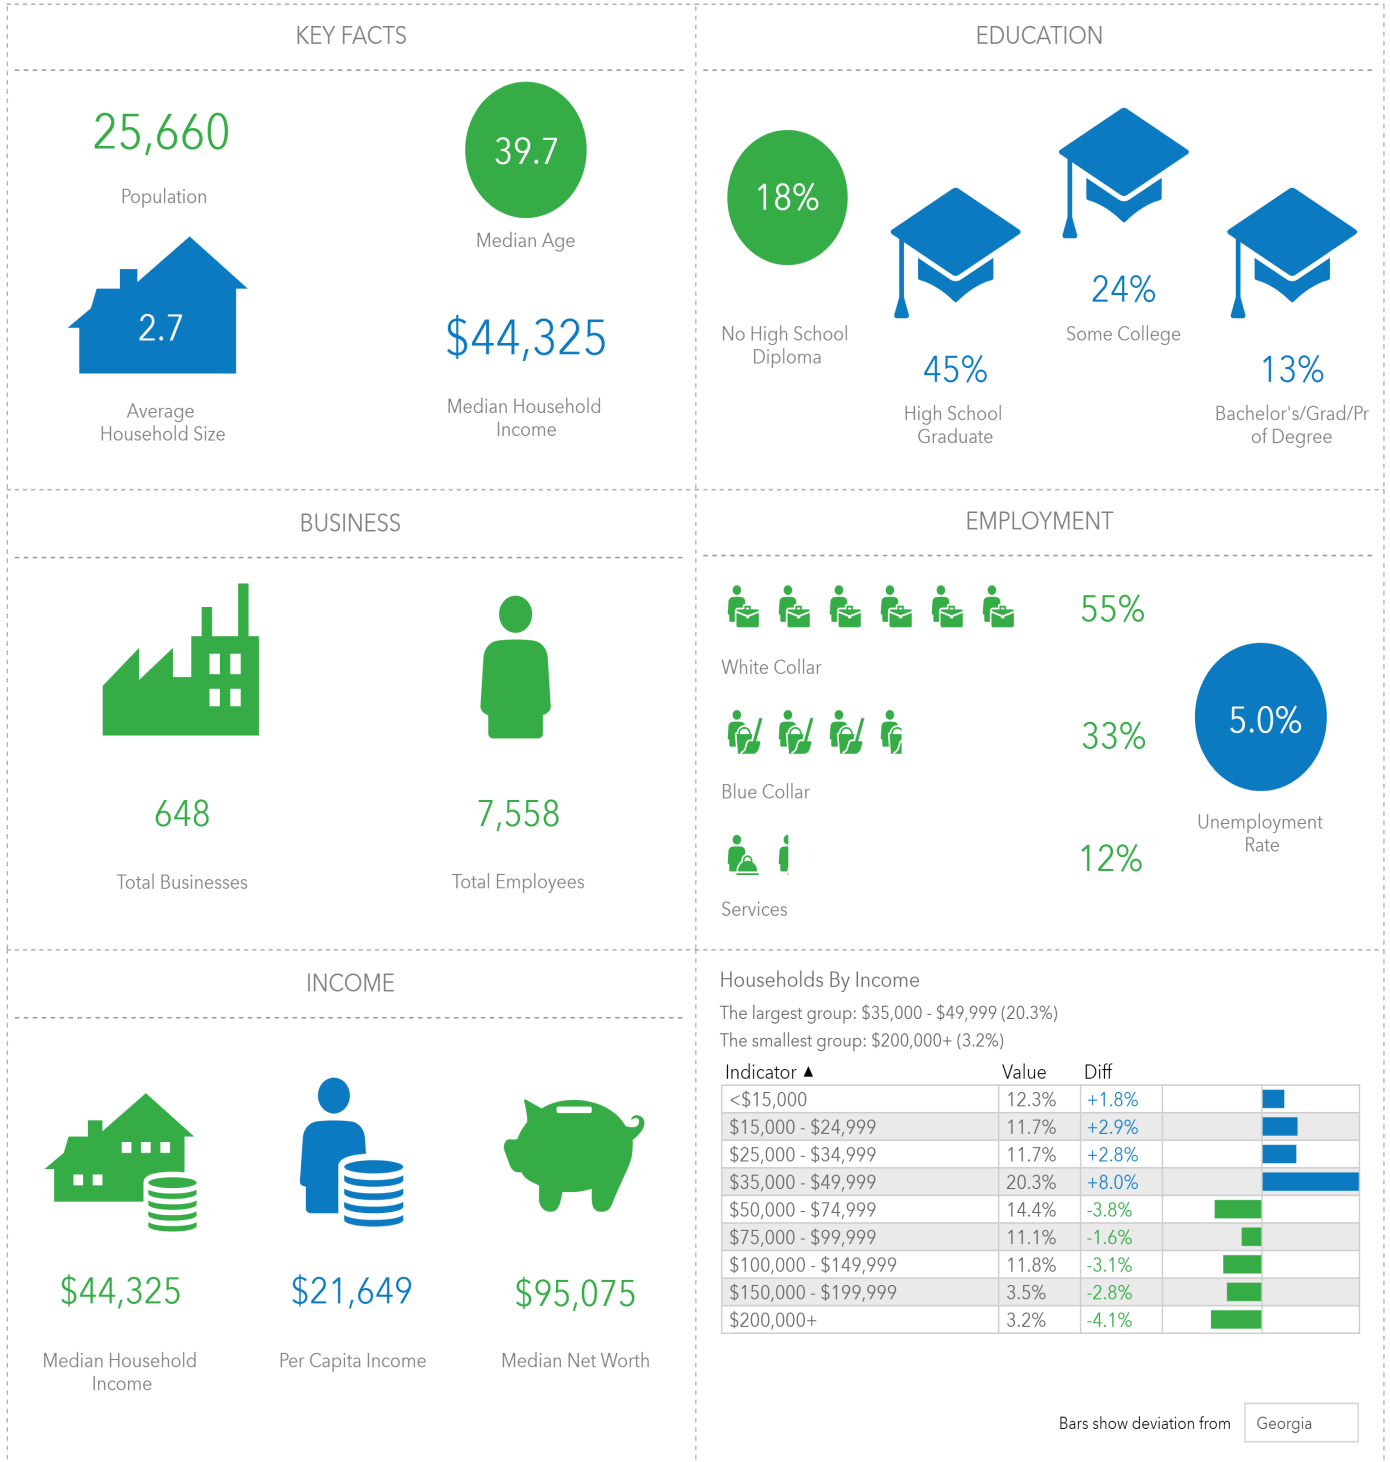 KEY FACTS
25,660
Population
39.7
Median Age
2.7
Average
Household Size
$44,325
Median Household
Income
EDUCATION
18%
No High School
Diploma
45%
High School
Graduate
24%
Some College
13%
Bachelor's/Grad/Pr
of Degree
BUSINESS
648
Total Businesses
7,558
Total Employees
EMPLOYMENT
55%
White Collar
33%
Blue Collar
12%
Services
5.0%
Unemployment
Rate
INCOME
$44,325
Median Household
Income
$21,649
Per Capita Income
$95,075
Median Net Worth
Households By Income
The largest group: $35,000 - $49,999 (20.3%)
The smallest group: $200,000+ (3.2%)
Indicator ▲ Value Diff
<$15,000 12.3% +1.8%
$15,000 - $24,999 11.7% +2.9%
$25,000 - $34,999 11.7% +2.8%
$35,000 - $49,999 20.3% +8.0%
$50,000 - $74,999 14.4% -3.8%
$75,000 - $99,999 11.1% -1.6%
$100,000 - $149,999 11.8% -3.1%
$150,000 - $199,999 3.5% -2.8%
$200,000+ 3.2% -4.1%
Bars show deviation from Georgia